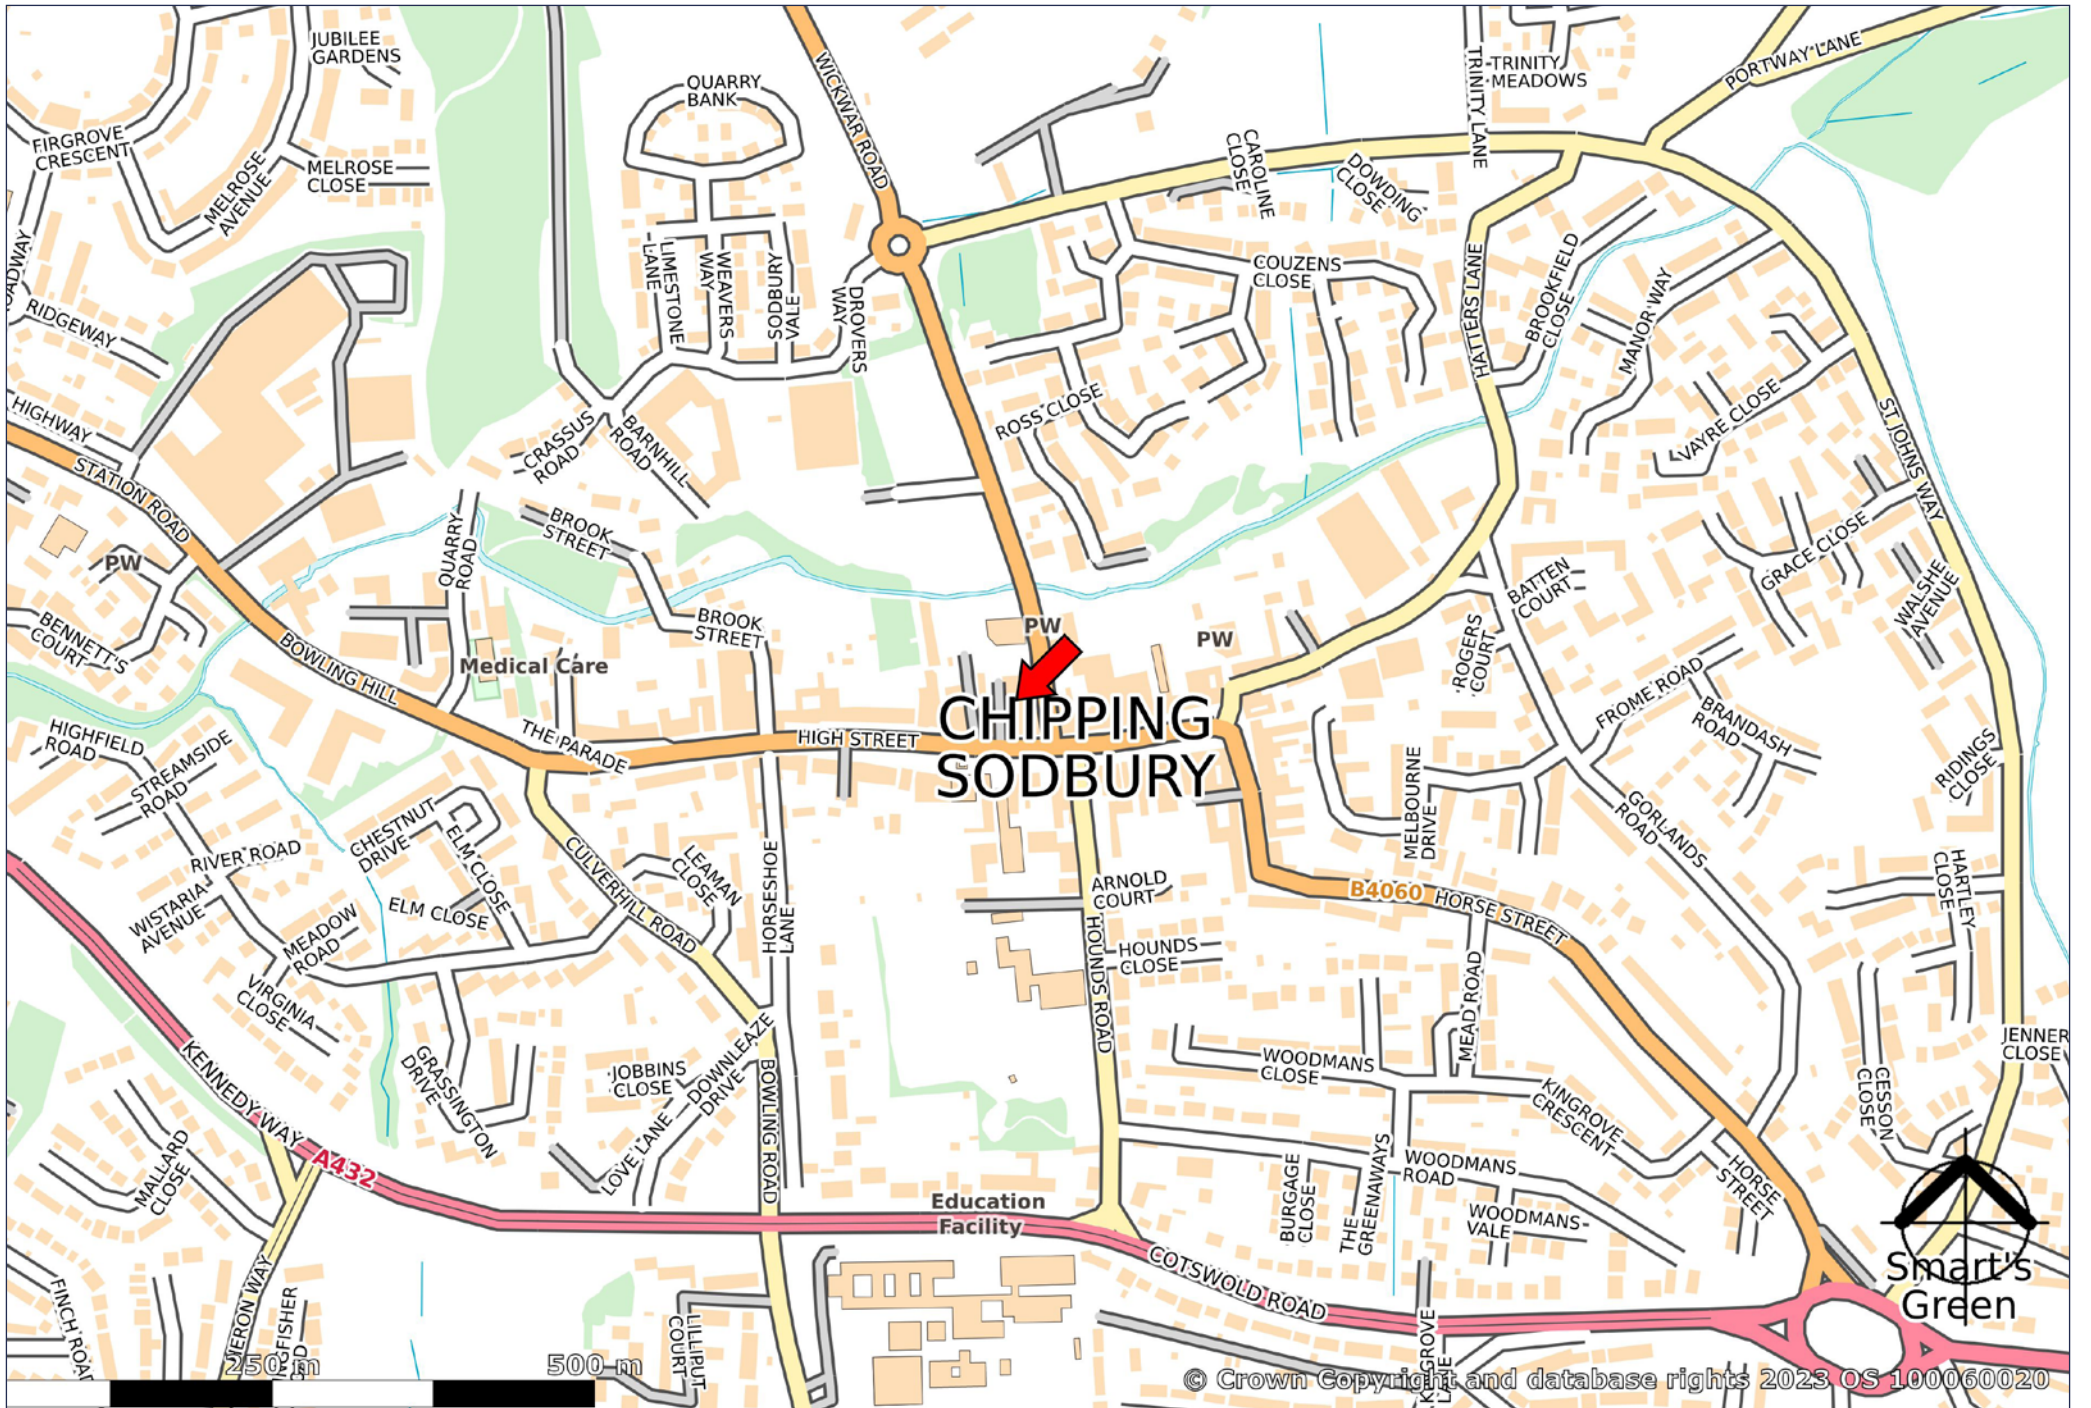 JUBILEE
GARDENS
QUARRY
BANK
WICKWAR ROAD
TRINITY LANE
TRINITY
MEADOWS
PORTWAY LANE
FIRGROVE
CRESCENT
MELROSE
AVENUE
MELROSE
CLOSE
CAROLINE
CLOSE
DOWDING
CLOSE
RIDGEWAY
LIMESTONE
LANE
WEAVERS
WAY
SODBURY
VALE
DROVERS
WAY
COUZENS
CLOSE
HATTERS LANE
BROOKFIELD
CLOSE
MANOR WAY
HIGHWAY
STATION ROAD
CRASSUS
ROAD
BARNHILL
ROAD
ROSS CLOSE
VAYRE CLOSE
ST JOHNS WAY
PW
QUARRY
ROAD
BROOK
STREET
GRACE CLOSE
WALSHE
AVENUE
BATTEN
COURT
ROGERS
COURT
BENNETT'S
COURT
BOWLING HILL
Medical Care
BROOK
STREET
PW
PW
FROME ROAD
BRANDASH
ROAD
HIGHFIELD
ROAD
STREAMSIDE
ROAD
THE PARADE
HIGH STREET
CHIPPING
SODBURY
MELBOURNE
DRIVE
GORLANDS
ROAD
RIDINGS
CLOSE
CHESTNUT
DRIVE
ELM CLOSE
RIVER ROAD
WISTARIA
AVENUE
ELM CLOSE
MEADOW
ROAD
CULVERHILL ROAD
LEAMAN
CLOSE
HORSESHOE
LANE
ARNOLD
COURT
HOUNDS ROAD
HOUNDS
CLOSE
B4060
HORSE STREET
HARTLEY
CLOSE
VIRGINIA
CLOSE
MEAD ROAD
KENNEDY WAY
GRASSINGTON
DRIVE
JOBBINS
CLOSE
DOWNLEAZE
DRIVE
LOVE LANE
BOWLING ROAD
WOODMANS
CLOSE
KINGROVE
CRESCENT
CESSON
CLOSE
JENNER
CLOSE
MALLARD
CLOSE
A432
Education
Facility
BURGAGE
CLOSE
THE
GREENAWAYS
WOODMANS
ROAD
WOODMANS
VALE
HORSE
STREET
COTSWOLD ROAD
Smart's
Green
FINCH ROAD
LILLIPUT
COURT
250 m
500 m
© Crown Copyright and database rights 2023 OS 100060020